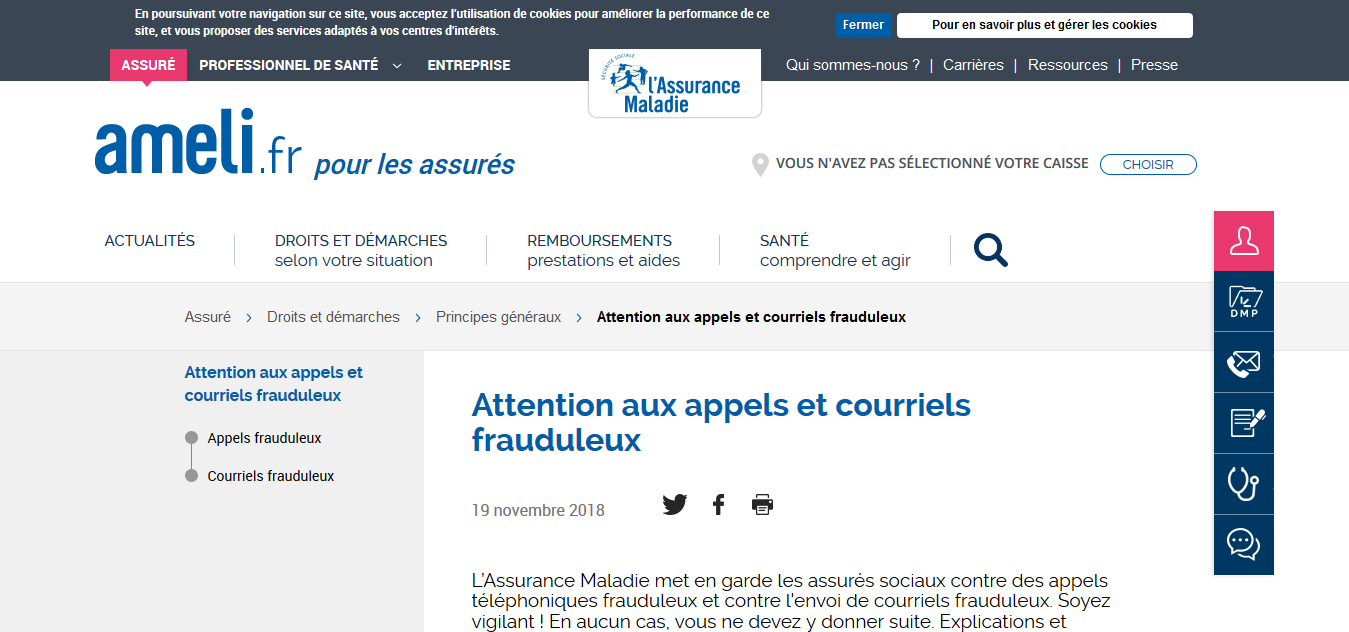 En poursuivant votre navigation sur ce site, vous acceptez l'utilisation de cookies pour améliorer la performance de ce
site, et vous proposer des services adaptés à vos centres d'intérêts.
Fermer
Pour en savoir plus et gérer les cookies
ASSURÉ
PROFESSIONNEL DE SANTÉ
ENTREPRISE
SÉCURITÉ SOCIALE
l'Assurance
Maladie
Qui sommes-nous ? | Carrières | Ressources | Presse
ameli.fr pour les assurés
VOUS N'AVEZ PAS SÉLECTIONNÉ VOTRE CAISSE
CHOISIR
ACTUALITÉS
DROITS ET DÉMARCHES
selon votre situation
REMBOURSEMENTS
prestations et aides
SANTÉ
comprendre et agir
DMP
Assuré > Droits et démarches > Principes généraux > Attention aux appels et courriels frauduleux
Attention aux appels et
courriels frauduleux
Appels frauduleux
Courriels frauduleux
Attention aux appels et courriels
frauduleux
19 novembre 2018
L'Assurance Maladie met en garde les assurés sociaux contre des appels
téléphoniques frauduleux et contre l'envoi de courriels frauduleux. Soyez
vigilant ! En aucun cas, vous ne devez y donner suite. Explications et